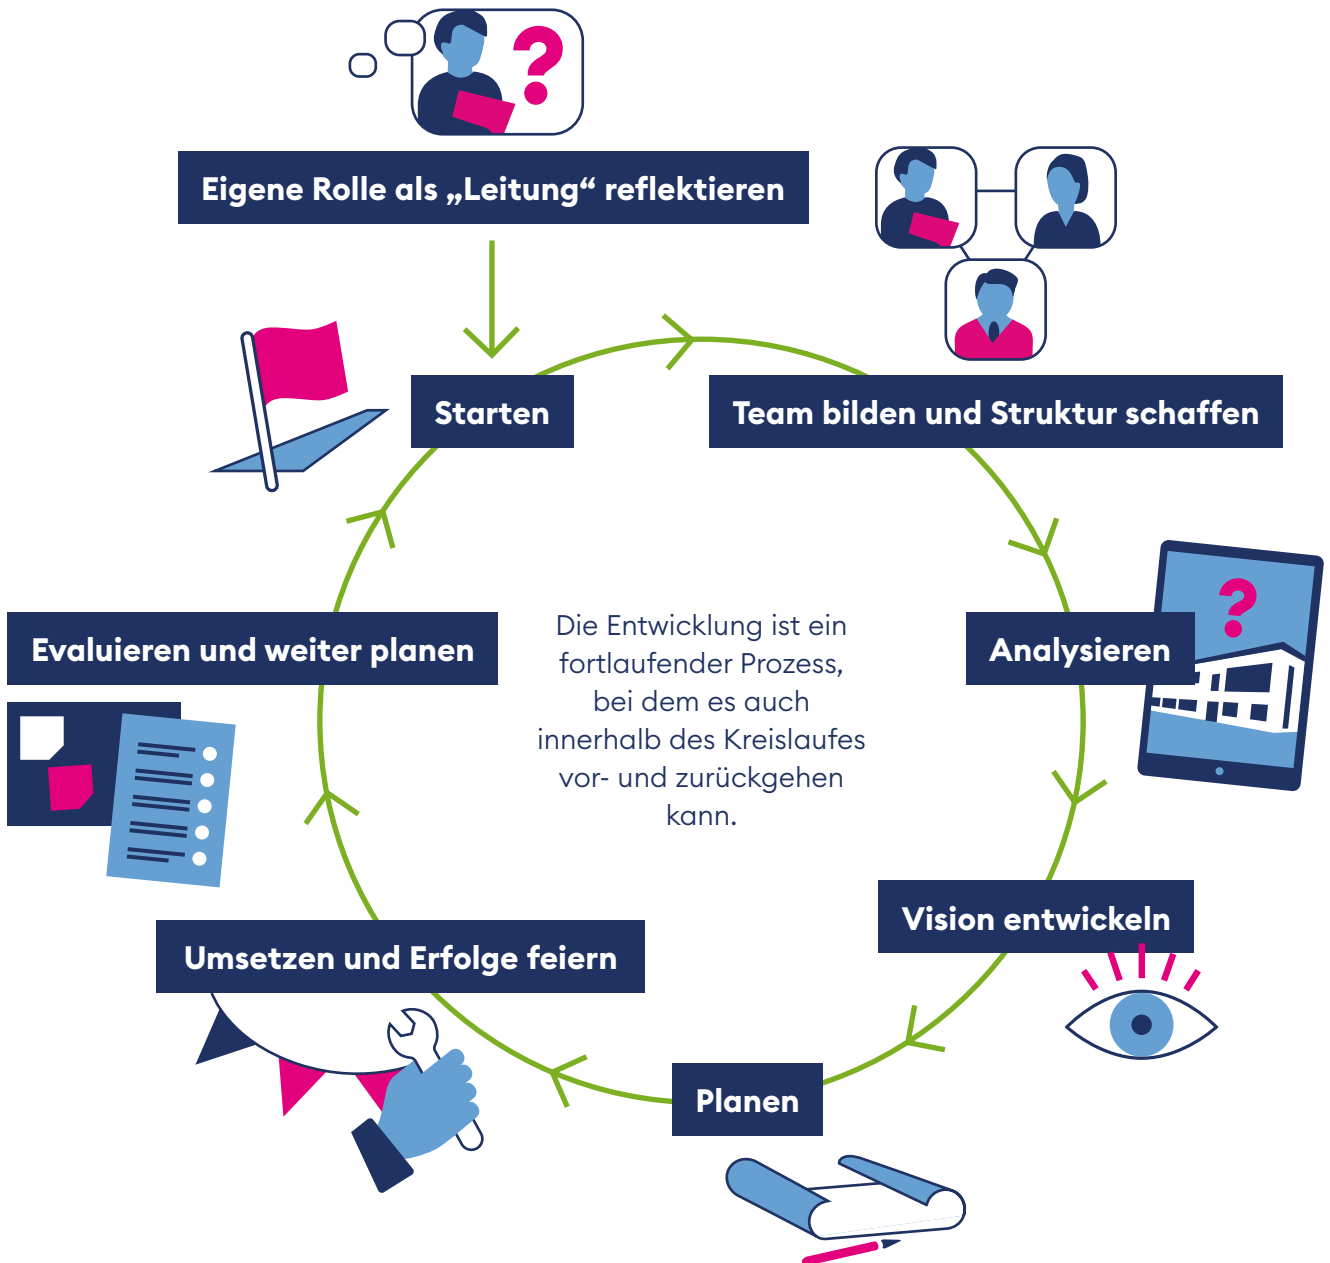 ?
Eigene Rolle als „Leitung“ reflektieren
Starten
Team bilden und Struktur schaffen
?
Evaluieren und weiter planen
Die Entwicklung ist ein
fortlaufender Prozess,
bei dem es auch
innerhalb des Kreislaufes
vor- und zurückgehen
kann.
Analysieren
Vision entwickeln
Umsetzen und Erfolge feiern
Planen